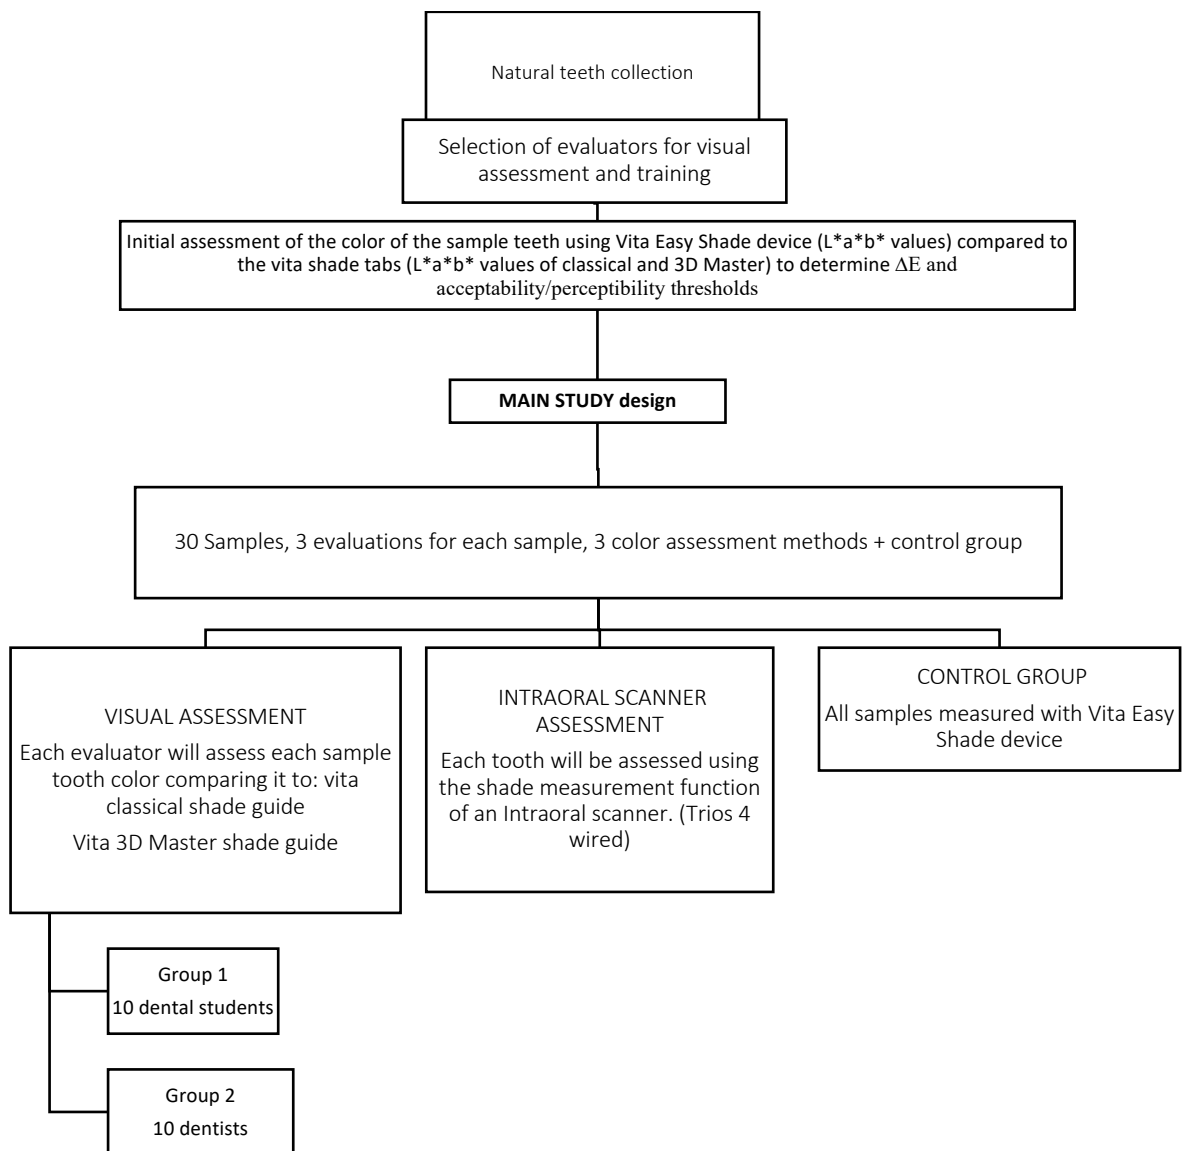 Natural teeth collection
Selection of evaluators for visual
assessment and training
Initial assessment of the color of the sample teeth using Vita Easy Shade device (L*a*b* values) compared to
the vita shade tabs (L*a*b* values of classical and 3D Master) to determine ΔE and
acceptability/perceptibility thresholds
MAIN STUDY design
30 Samples, 3 evaluations for each sample, 3 color assessment methods + control group
VISUAL ASSESSMENT
Each evaluator will assess each sample
tooth color comparing it to: vita
classical shade guide
Vita 3D Master shade guide
INTRAORAL SCANNER
ASSESSMENT
Each tooth will be assessed using
the shade measurement function
of an Intraoral scanner. (Trios 4
wired)
CONTROL GROUP
All samples measured with Vita Easy
Shade device
Group 1
10 dental students
Group 2
10 dentists